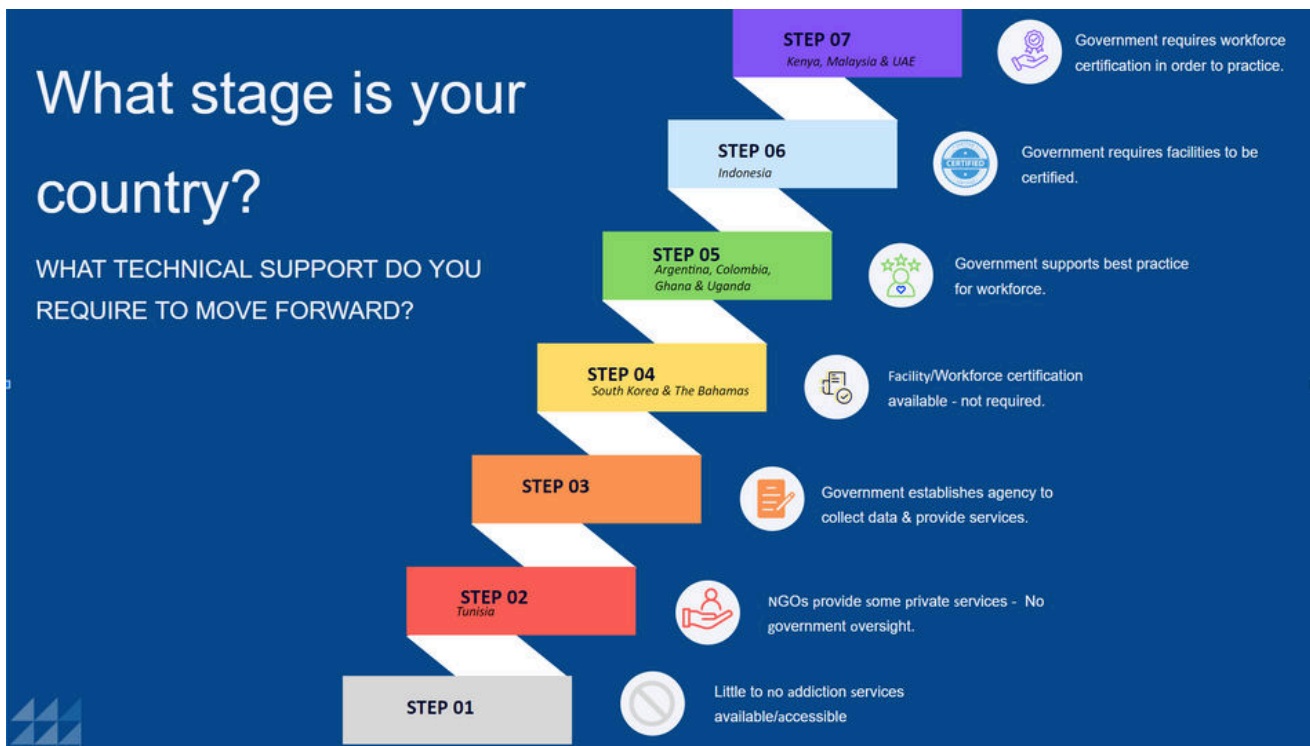 What stage is your
country?
WHAT TECHNICAL SUPPORT DO YOU
REQUIRE TO MOVE FORWARD?
STEP 07
Kenya, Malaysia & UAE
Government requires workforce
certification in order to practice.
STEP 06
Indonesia
CERTIFIED
Government requires facilities to be
certified.
STEP 05
Argentina, Colombia,
Ghana & Uganda
Government supports best practice
for workforce.
STEP 04
South Korea & The Bahamas
Facility/Workforce certification
available - not required.
STEP 03
Government establishes agency to
collect data & provide services.
STEP 02
Tunisia
NGOs provide some private services - No
government oversight.
STEP 01
Little to no addiction services
available/accessible